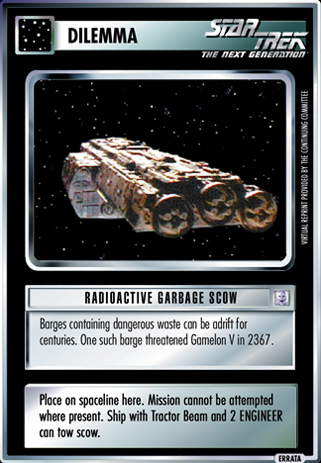 DILEMMA
STAR TREK
THE NEXT GENERATION
VIRTUAL REPRINT PROVIDED BY THE CONTINUING COMMITTEE
RADIOACTIVE GARBAGE SCOW
Barges containing dangerous waste can be adrift for
centuries. One such barge threatened Gamelon V in 2367.
Place on spaceline here. Mission cannot be attempted
where present. Ship with Tractor Beam and 2 ENGINEER
can tow scow.
ERRATA